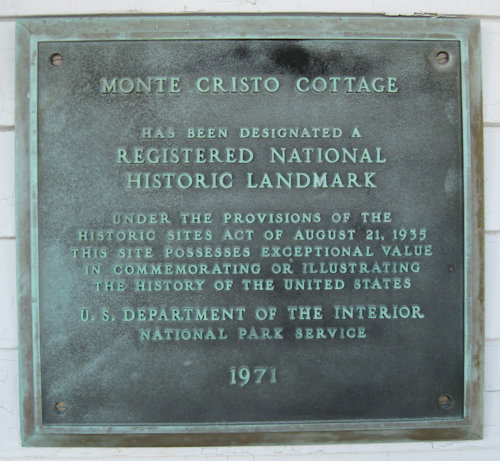 MONTE CRISTO COTTAGE
HAS BEEN DESIGNATED A
REGISTERED NATIONAL
HISTORIC LANDMARK
UNDER THE PROVISIONS OF THE
HISTORIC SITES ACT OF AUGUST 21, 1935
THIS SITE POSSESSES EXCEPTIONAL VALUE
IN COMMEMORATING OR ILLUSTRATING
THE HISTORY OF THE UNITED STATES
U. S. DEPARTMENT OF THE INTERIOR
NATIONAL PARK SERVICE
1971